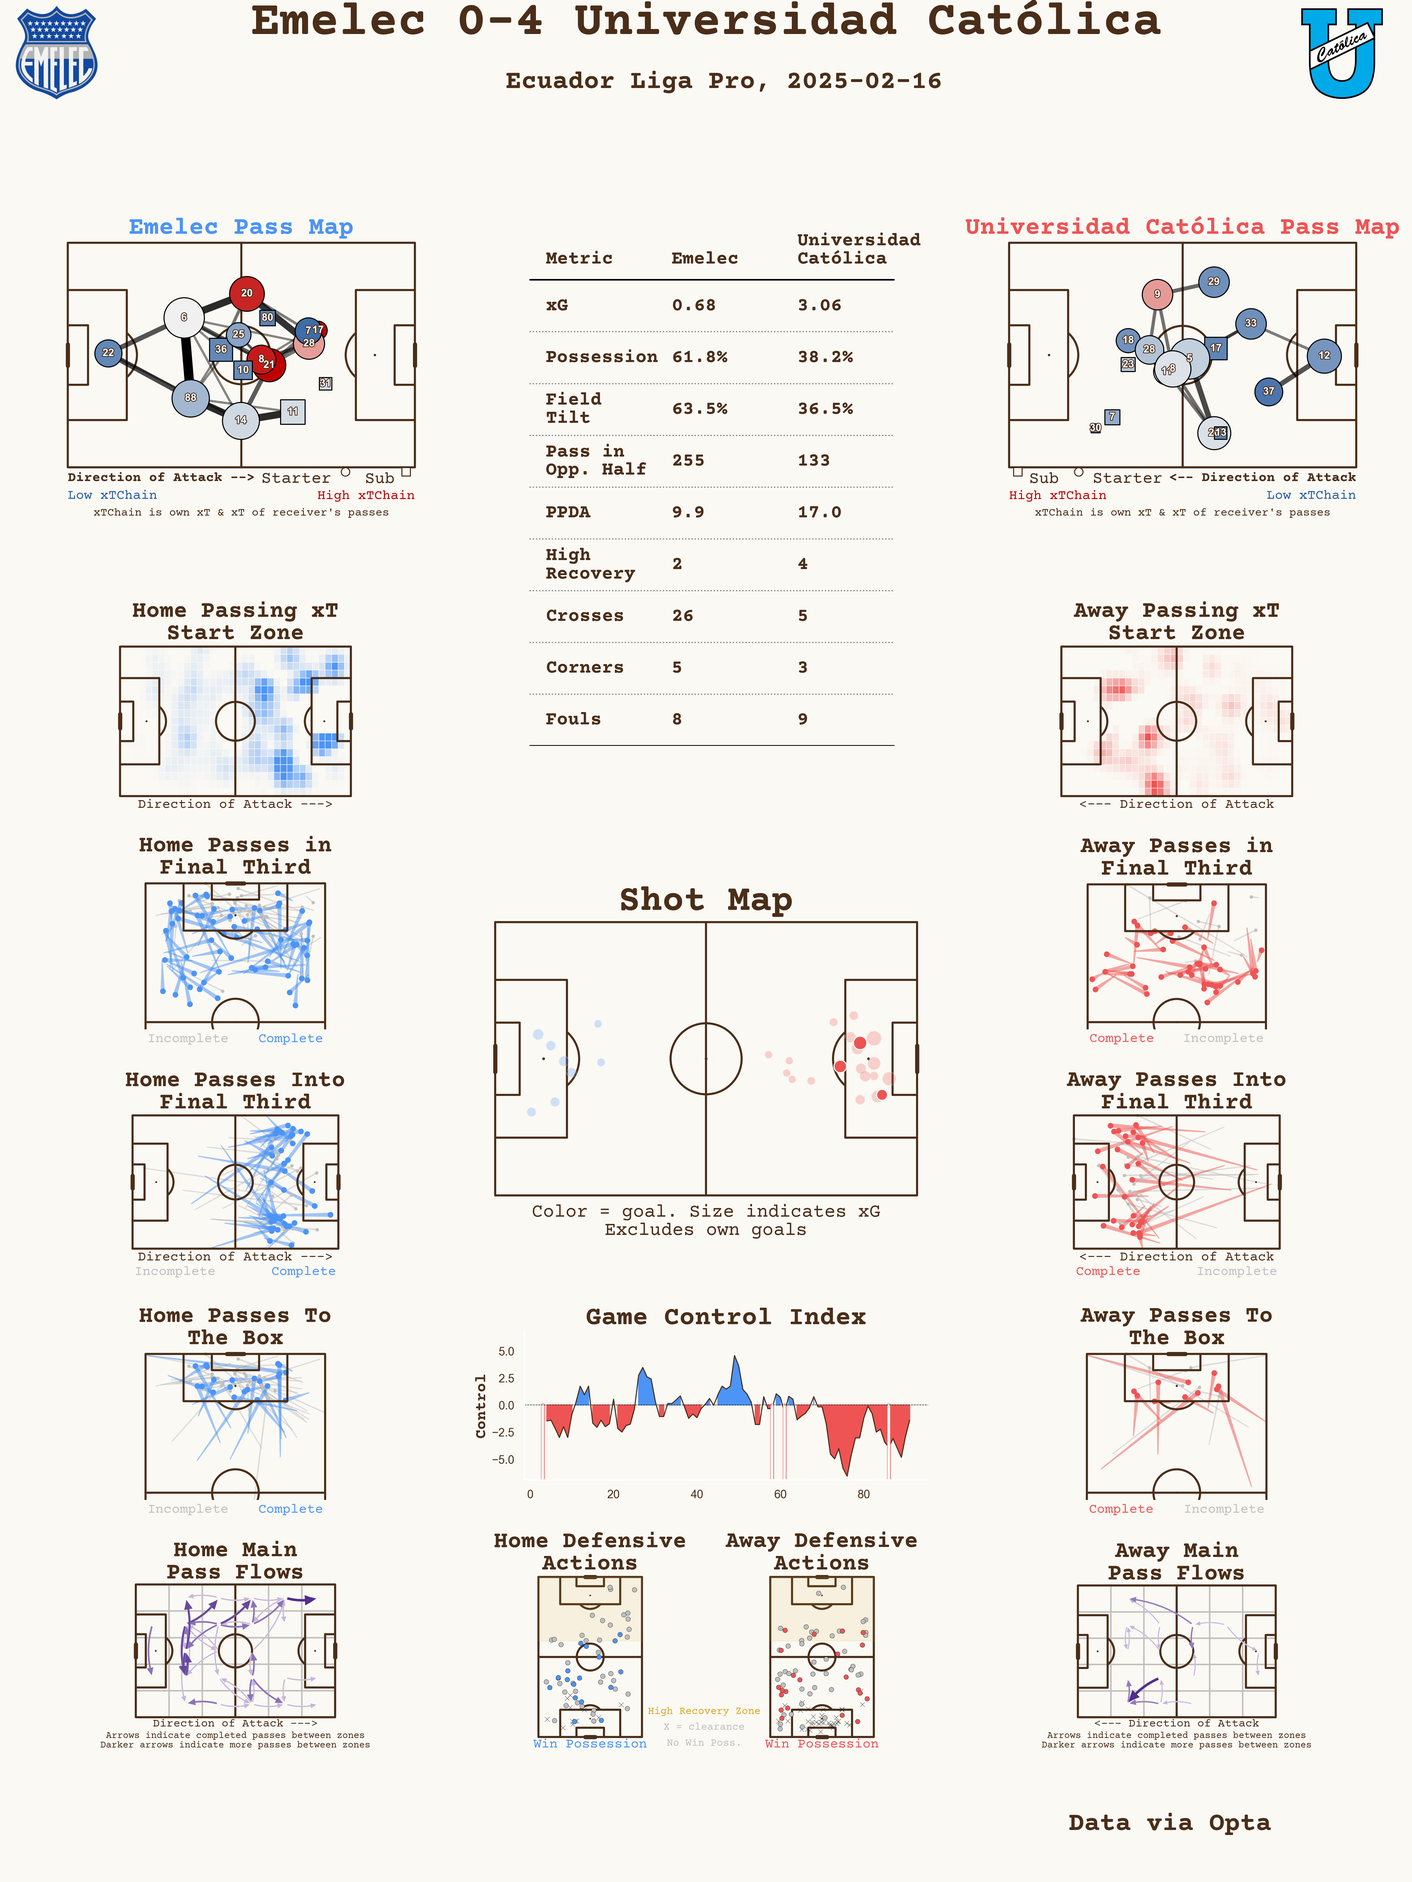 Emelec 0-4 Universidad Católica
Ecuador Liga Pro, 2025-02-16
EMELEC
Católica
Emelec Pass Map
20
6
80
7
17
25
28
22
36
8
21
10
31
88
11
14
Direction of Attack --> Starter Sub
Low xTChain High xTChain
xTChain is own xT & xT of receiver's passes
Metric Emelec Universidad Católica
xG 0.68 3.06
Possession 61.8% 38.2%
Field Tilt 63.5% 36.5%
Pass in Opp. Half 255 133
PPDA 9.9 17.0
High Recovery 2 4
Crosses 26 5
Corners 5 3
Fouls 8 9
Universidad Católica Pass Map
29
9
33
18
28
17
5
12
23
11
8
37
7
30
13
Sub Starter <-- Direction of Attack
High xTChain Low xTChain
xTChain is own xT & xT of receiver's passes
Home Passing xT
Start Zone
Direction of Attack --->
Away Passing xT
Start Zone
<--- Direction of Attack
Home Passes in
Final Third
Incomplete Complete
Away Passes in
Final Third
Complete Incomplete
Shot Map
Color = goal. Size indicates xG
Excludes own goals
Home Passes Into
Final Third
Direction of Attack --->
Incomplete Complete
Away Passes Into
Final Third
<--- Direction of Attack
Complete Incomplete
Home Passes To
The Box
Incomplete Complete
Game Control Index
Control
5.0
2.5
0.0
−2.5
−5.0
0 20 40 60 80
Away Passes To
The Box
Complete Incomplete
Home Main
Pass Flows
Direction of Attack --->
Arrows indicate completed passes between zones
Darker arrows indicate more passes between zones
Home Defensive
Actions
Win Possession
High Recovery Zone
X = clearance
No Win Poss.
Away Defensive
Actions
Win Possession
Away Main
Pass Flows
<--- Direction of Attack
Arrows indicate completed passes between zones
Darker arrows indicate more passes between zones
Data via Opta